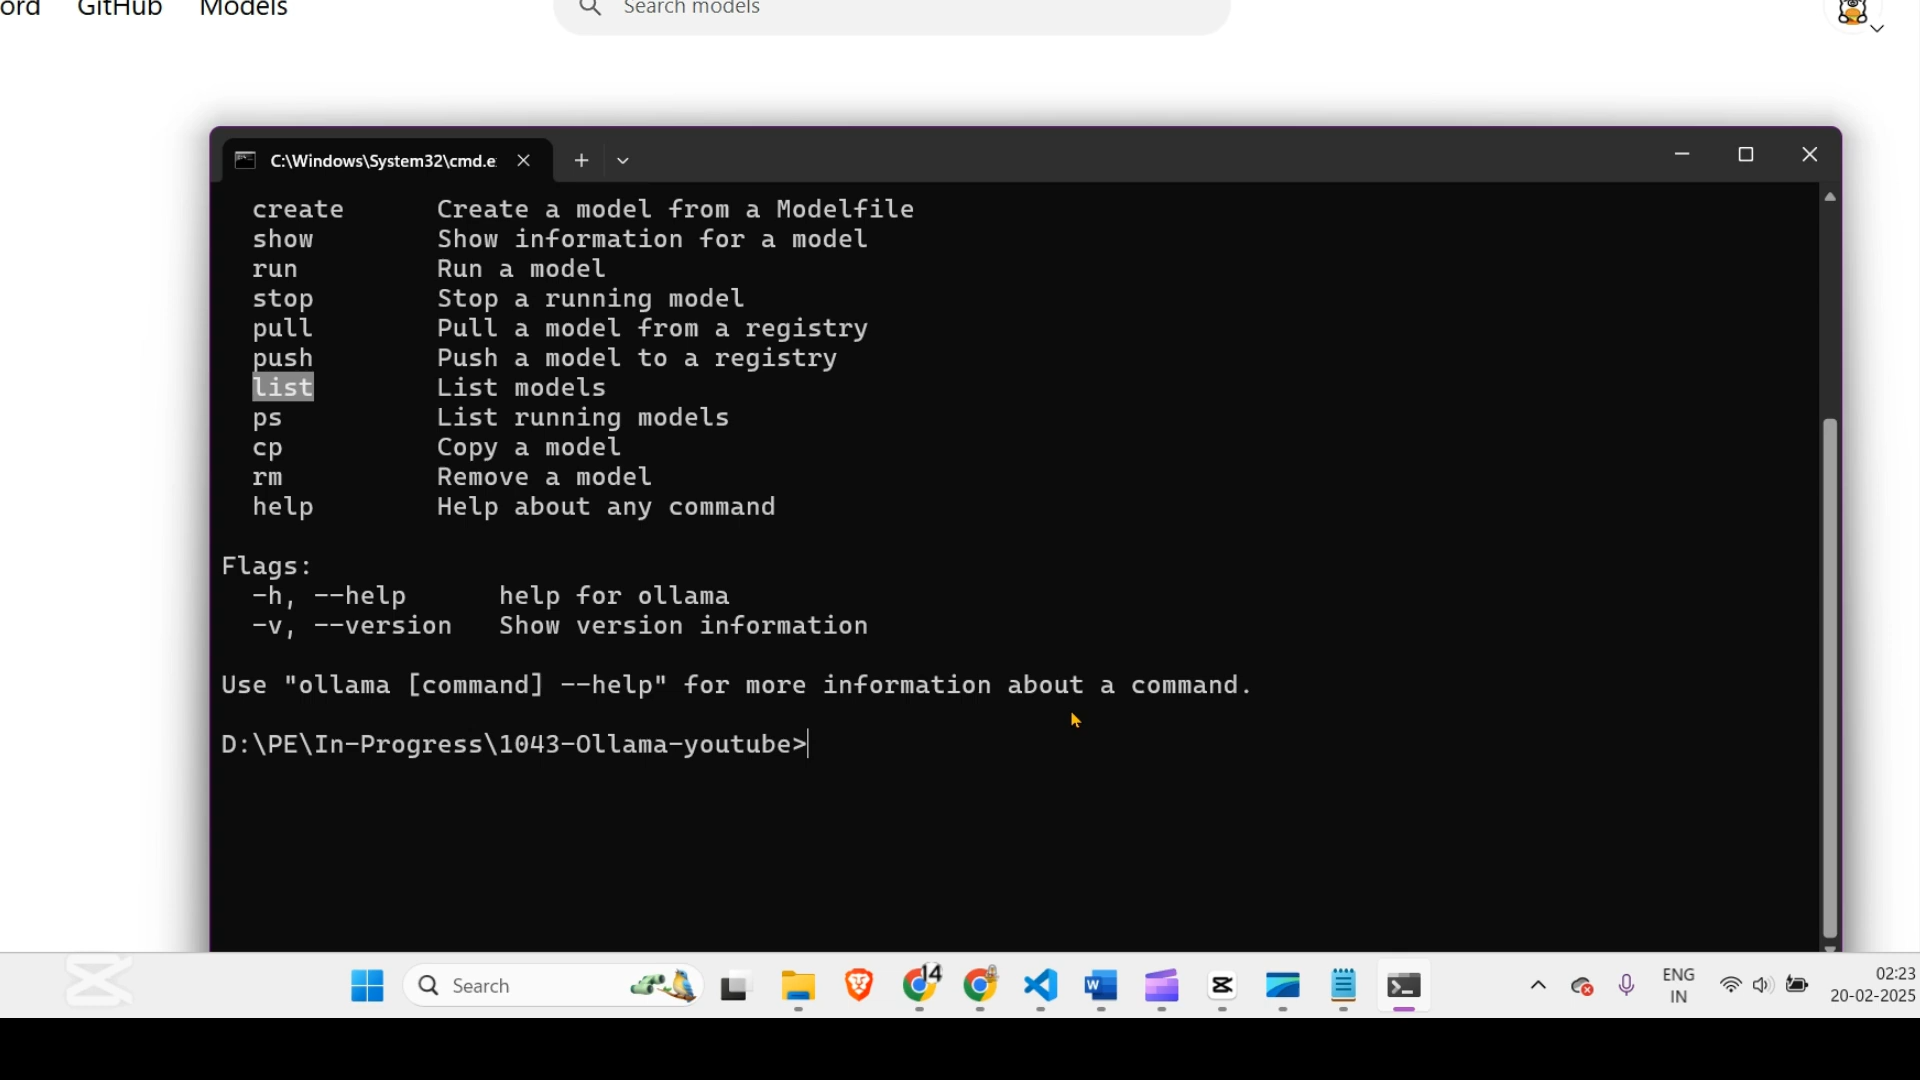 ord GitHub Models Search models
C:\Windows\System32\cmd.e
create Create a model from a Modelfile
show Show information for a model
run Run a model
stop Stop a running model
pull Pull a model from a registry
push Push a model to a registry
list List models
ps List running models
cp Copy a model
rm Remove a model
help Help about any command
Flags:
-h, --help help for ollama
-v, --version Show version information
Use "ollama [command] --help" for more information about a command.
D:\PE\In-Progress\1043-Ollama-youtube>
Search
14
ENG
IN
02:23
20-02-2025